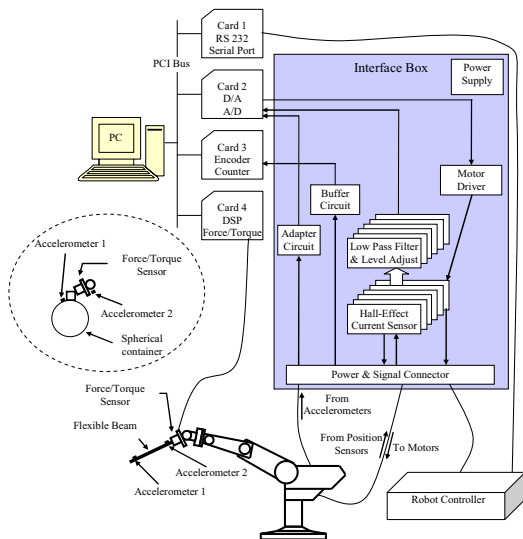 Card 1
RS 232
Serial Port
PCI Bus
Interface Box
Power
Supply
Card 2
D/A
A/D
PC
Card 3
Encoder
Counter
Motor
Driver
Buffer
Circuit
Card 4
DSP
Force/Torque
Adapter
Circuit
Low Pass Filter
& Level Adjust
Accelerometer 1
Force/Torque
Sensor
Accelerometer 2
Spherical
container
Hall-Effect
Current Sensor
Power & Signal Connector
Force/Torque
Sensor
From
Accelerometers
Flexible Beam
From Position
Sensors
To Motors
Accelerometer 2
Accelerometer 1
Robot Controller